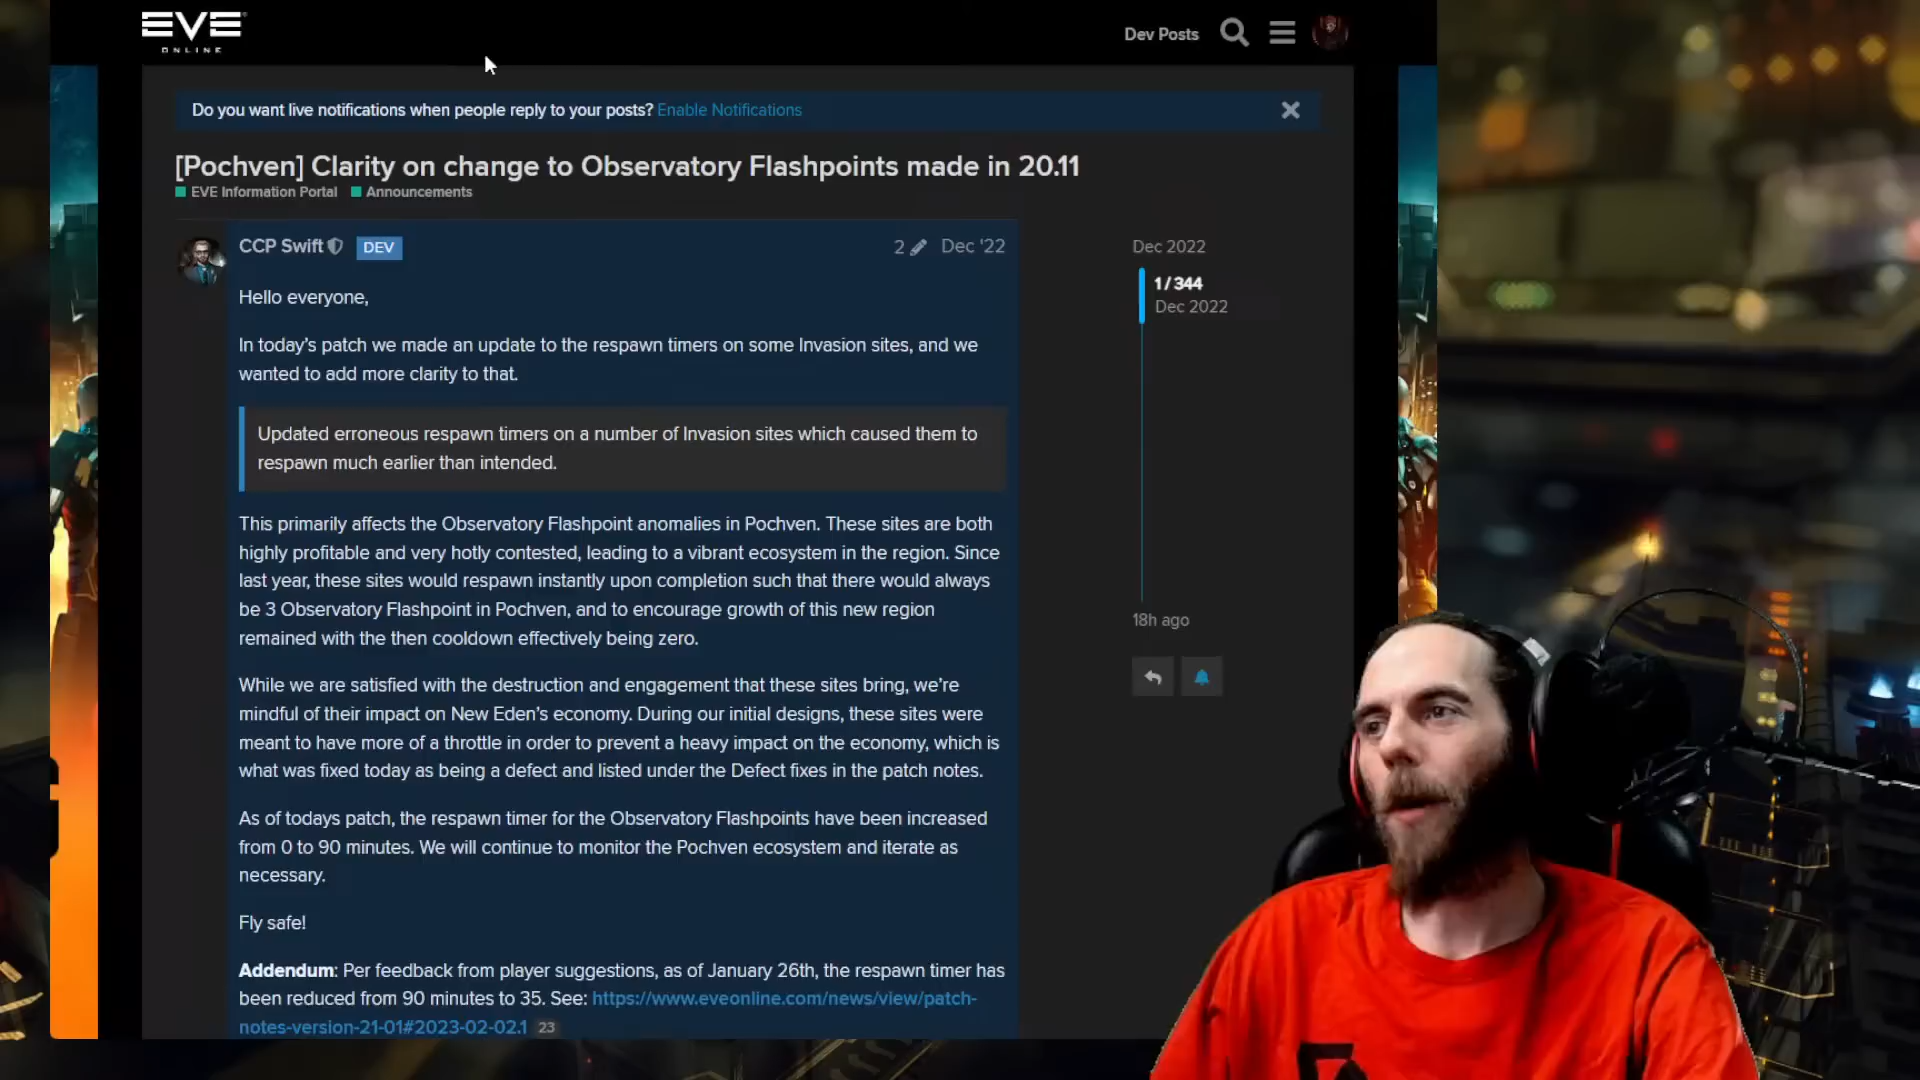 EVE
ONLINE
Dev Posts
Do you want live notifications when people reply to your posts? Enable Notifications
[Pochven] Clarity on change to Observatory Flashpoints made in 20.11
EVE Information Portal Announcements
CCP Swift DEV 2 Dec '22
Hello everyone,
In today's patch we made an update to the respawn timers on some Invasion sites, and we
wanted to add more clarity to that.
Updated erroneous respawn timers on a number of Invasion sites which caused them to
respawn much earlier than intended.
This primarily affects the Observatory Flashpoint anomalies in Pochven. These sites are both
highly profitable and very hotly contested, leading to a vibrant ecosystem in the region. Since
last year, these sites would respawn instantly upon completion such that there would always
be 3 Observatory Flashpoint in Pochven, and to encourage growth of this new region
remained with the then cooldown effectively being zero.
While we are satisfied with the destruction and engagement that these sites bring, we're
mindful of their impact on New Eden's economy. During our initial designs, these sites were
meant to have more of a throttle in order to prevent a heavy impact on the economy, which is
what was fixed today as being a defect and listed under the Defect fixes in the patch notes.
As of todays patch, the respawn timer for the Observatory Flashpoints have been increased
from 0 to 90 minutes. We will continue to monitor the Pochven ecosystem and iterate as
necessary.
Fly safe!
Addendum: Per feedback from player suggestions, as of January 26th, the respawn timer has
been reduced from 90 minutes to 35. See: https://www.eveonline.com/news/view/patch-
notes-version-21-01#2023-02-02.1 23
Dec 2022
1 / 344
Dec 2022
18h ago